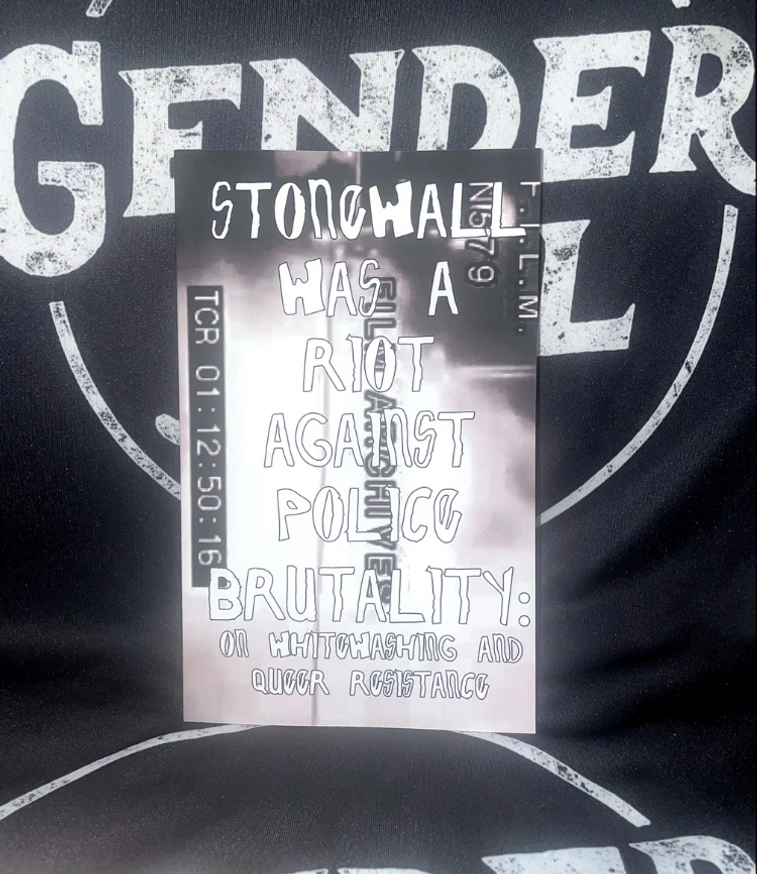 GENDER
STONEWALL
WAS A
RIOT
AGAINST
POLICE
BRUTALITY:
ON WHITEWASHING AND
QUEER RESISTANCE
TCR 01:12:50:16
F.I.L.M.
N579
FILM ARCHIVES